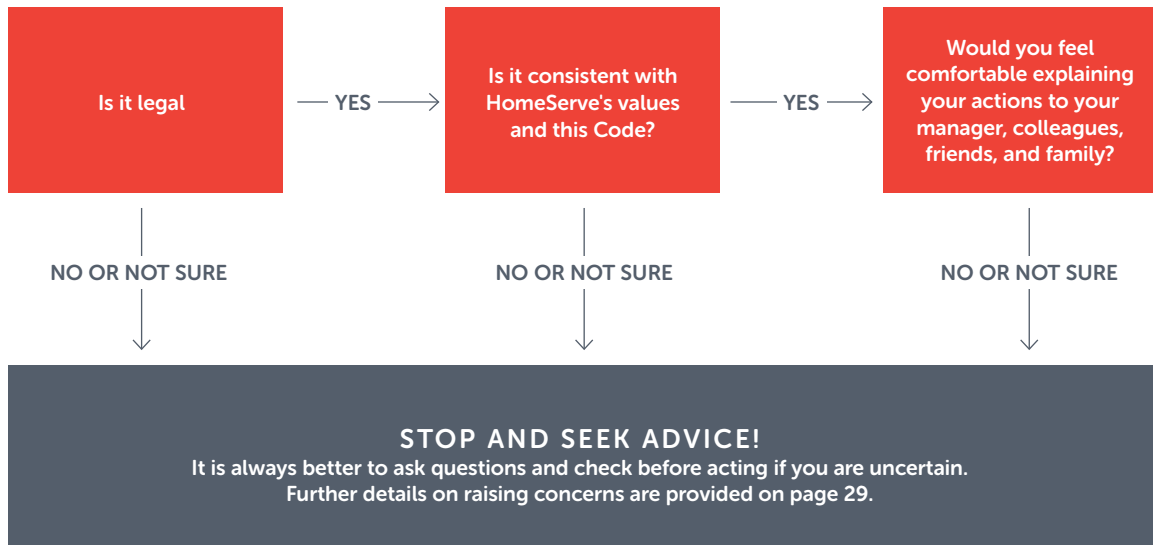 Is it legal
YES
Is it consistent with
HomeServe's values
and this Code?
YES
Would you feel
comfortable explaining
your actions to your
manager, colleagues,
friends, and family?
NO OR NOT SURE
NO OR NOT SURE
NO OR NOT SURE
STOP AND SEEK ADVICE!
It is always better to ask questions and check before acting if you are uncertain.
Further details on raising concerns are provided on page 29.